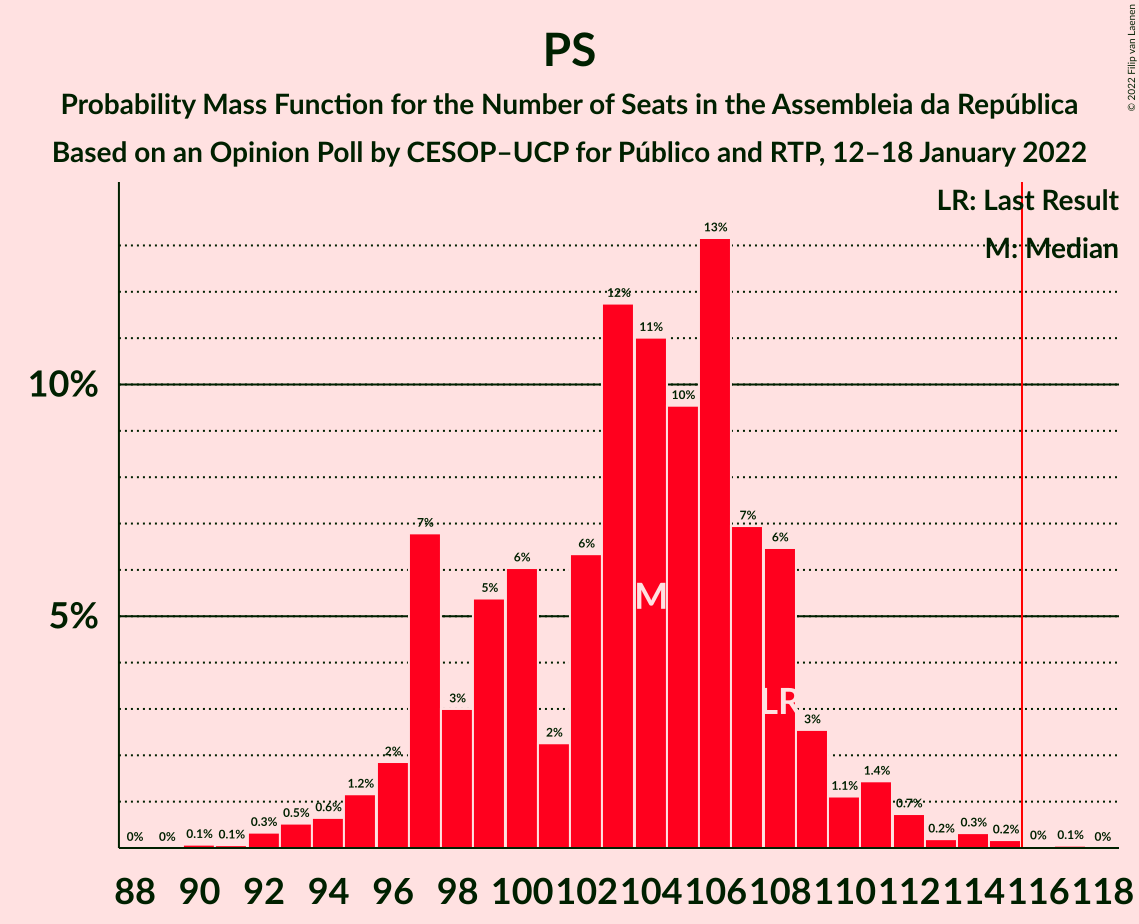 PS
Probability Mass Function for the Number of Seats in the Assembleia da República
Based on an Opinion Poll by CESOP–UCP for Público and RTP, 12–18 January 2022
© 2022 Filip van Laenen
LR: Last Result
M: Median
10%
5%
0% 0% 0.1% 0.1% 0.3% 0.5% 0.6% 1.2% 2% 7% 3% 5% 6% 2% 6% 12% 11% 10% 13% 7% 6% 3% 1.1% 1.4% 0.7% 0.2% 0.3% 0.2% 0% 0.1% 0%
M
LR
88 90 92 94 96 98 100 102 104 106 108 110 112 114 116 118